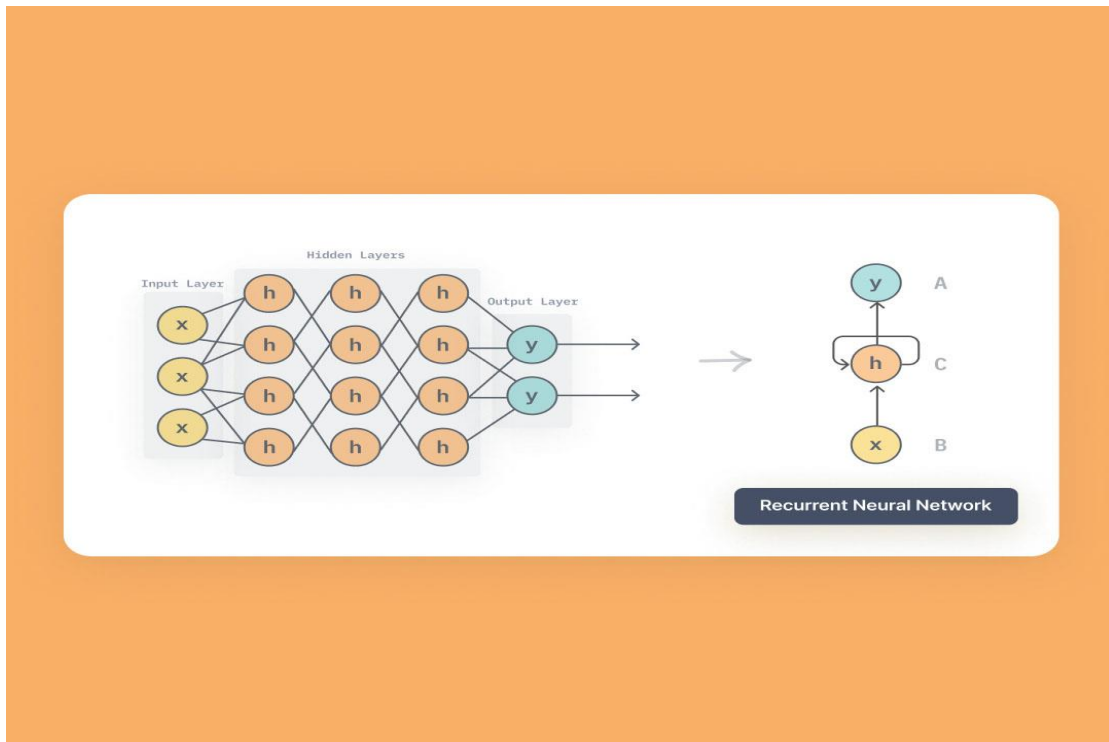 Hidden Layers
Input Layer
Output Layer
x
x
x
h
h
h
h
h
h
h
h
h
h
h
h
y
y
y A
h C
x B
Recurrent Neural Network